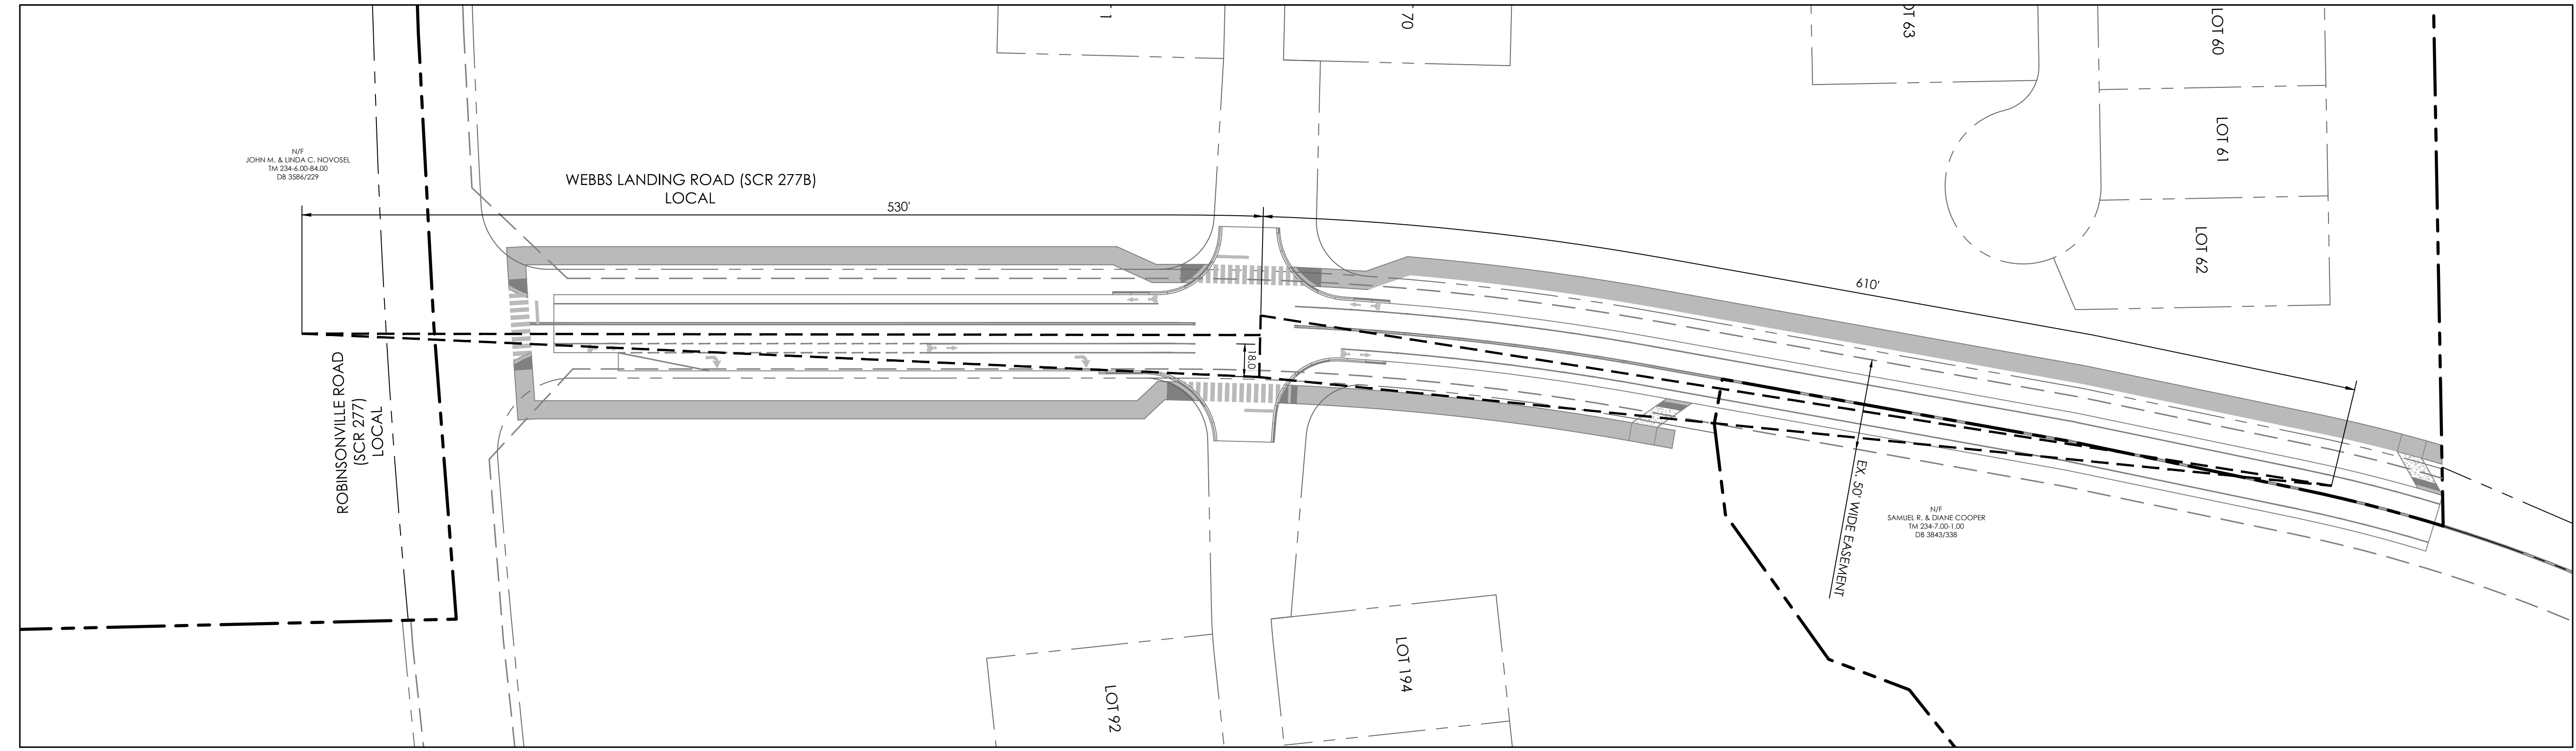 1
70
OT 63
LOT 60
LOT 61
LOT 62
N/F
JOHN M. & LINDA C. NOVOSEL
TM 234-6.00-84.00
DB 3586/229
WEBBS LANDING ROAD (SCR 277B)
LOCAL
530'
610'
18.0'
ROBINSONVILLE ROAD
(SCR 277)
LOCAL
EX. 50' WIDE EASEMENT
N/F
SAMUEL R. & DIANE COOPER
TM 234-7.00-1.00
DB 3843/338
LOT 92
LOT 194